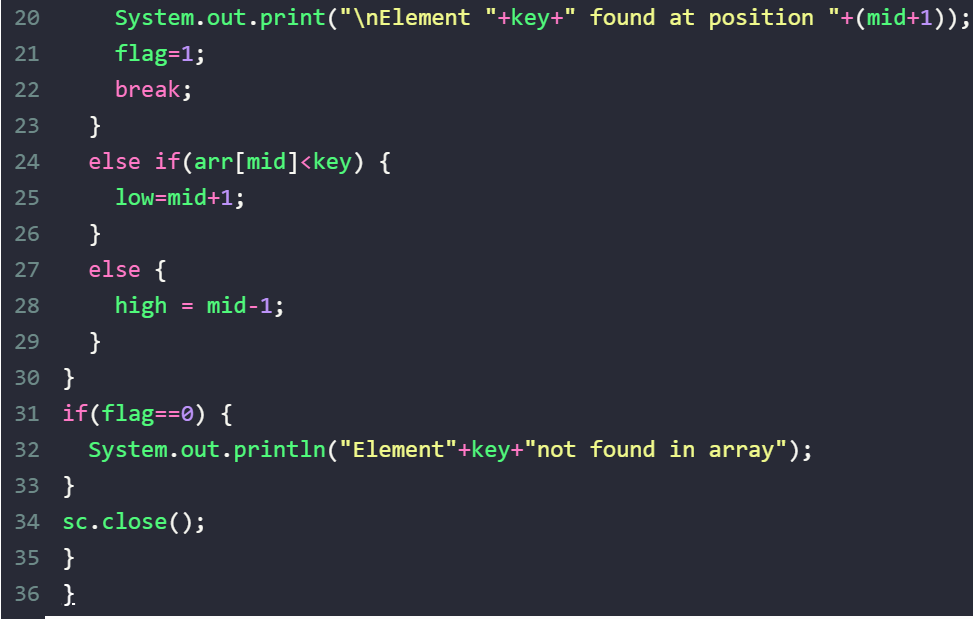 20 System.out.print("\nElement "+key+" found at position "+(mid+1));
21 flag=1;
22 break;
23 }
24 else if(arr[mid]<key) {
25 low=mid+1;
26 }
27 else {
28 high = mid-1;
29 }
30 }
31 if(flag==0) {
32 System.out.println("Element"+key+"not found in array");
33 }
34 sc.close();
35 }
36 }